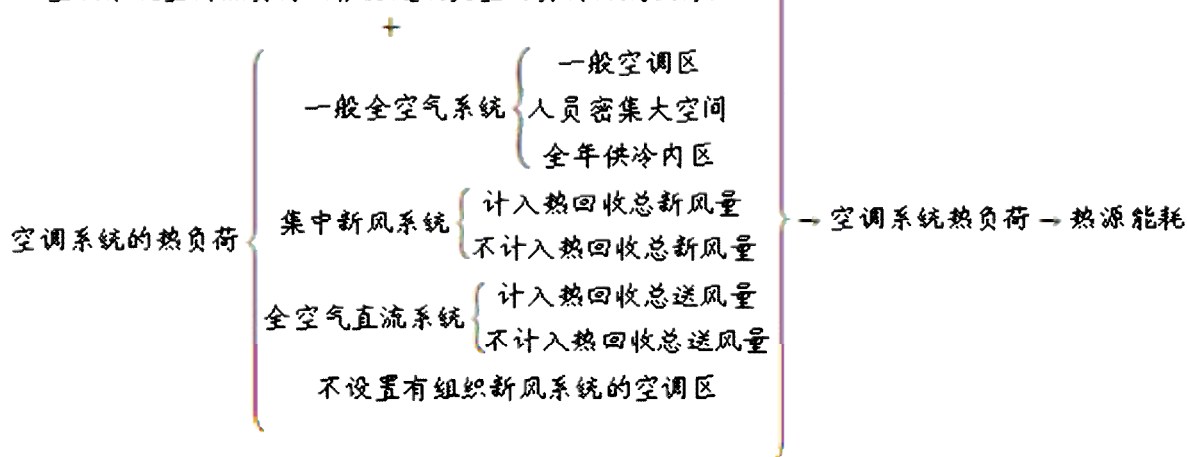 +
一般空调区
一般全空气系统
人员密集大空间
全年供冷内区
计入热回收总新风量
集中新风系统
不计入热回收总新风量
空调系统的热负荷
→ 空调系统热负荷 → 热源能耗
计入热回收总送风量
全空气直流系统
不计入热回收总送风量
不设置有组织新风系统的空调区